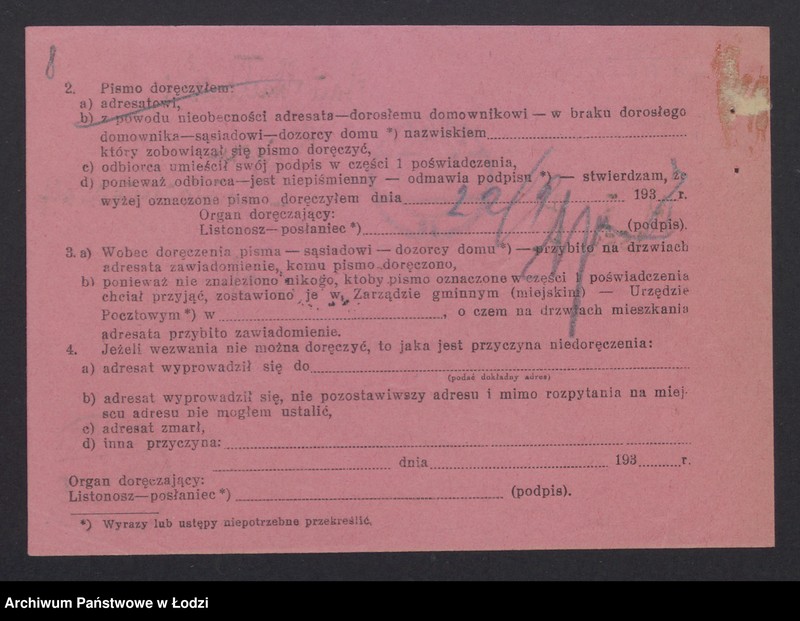 8
2. Pismo doręczyłem:
a) adresatowi,
b) z powodu nieobecności adresata—dorosłemu domownikowi — w braku dorosłego
domownika—sąsiadowi—dozorcy domu *) nazwiskiem
który zobowiązał się pismo doręczyć,
c) odbiorca umieścił swój podpis w części 1 poświadczenia,
d) ponieważ odbiorca—jest niepiśmienny — odmawia podpisu *) — stwierdzam, że
wyżej oznaczone pismo doręczyłem dnia 193 r.
Organ doręczający:
Listonosz—posłaniec *) (podpis).
3. a) Wobec doręczenia pisma — sąsiadowi — dozorcy domu *) — przybito na drzwiach
adresata zawiadomienie, komu pismo doręczono,
b) ponieważ nie znaleziono nikogo, ktoby pismo oznaczone w części 1 poświadczenia
chciał przyjąć, zostawiono je w Zarządzie gminnym (miejskim) — Urzędzie
Pocztowym *) w , o czem na drzwiach mieszkania
adresata przybito zawiadomienie.
4. Jeżeli wezwania nie można doręczyć, to jaka jest przyczyna niedoręczenia:
a) adresat wyprowadził się do
(podać dokładny adres)
b) adresat wyprowadził się, nie pozostawiwszy adresu i mimo rozpytania na miej-
scu adresu nie mogłem ustalić,
c) adresat zmarł,
d) inna przyczyna:
dnia 193 r.
Organ doręczający:
Listonosz—posłaniec *) (podpis).
*) Wyrazy lub ustępy niepotrzebne przekreślić.
Archiwum Państwowe w Łodzi